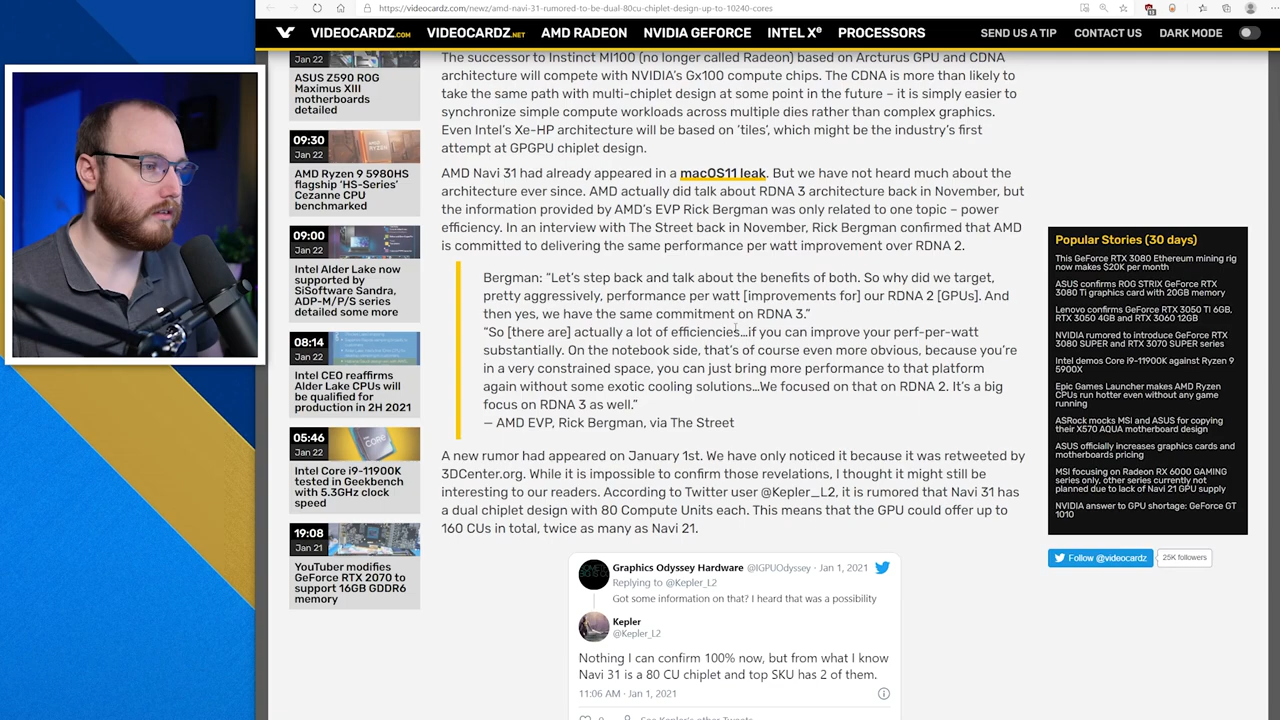 https://videocardz.com/newz/amd-navi-31-rumored-to-be-dual-80cu-chiplet-design-up-to-10240-cores
VIDEOCARDZ.COM
VIDEOCARDZ.NET
AMD RADEON
NVIDIA GEFORCE
INTEL Xe
PROCESSORS
SEND US A TIP
CONTACT US
DARK MODE
Jan 22
ASUS Z590 ROG
Maximus XIII
motherboards
detailed
09:30
Jan 22
AMD Ryzen 9 5980HS
flagship 'HS-Series'
Cezanne CPU
benchmarked
09:00
Jan 22
Intel Alder Lake now
supported by
SiSoftware Sandra,
ADP-M/P/S series
detailed some more
08:14
Jan 22
Intel CEO reaffirms
Alder Lake CPUs will
be qualified for
production in 2H 2021
05:46
Jan 22
Intel Core i9-11900K
tested in Geekbench
with 5.3GHz clock
speed
19:08
Jan 21
YouTuber modifies
GeForce RTX 2070 to
support 16GB GDDR6
memory
The successor to Instinct MI100 (no longer called Radeon) based on Arcturus GPU and CDNA
architecture will compete with NVIDIA's Gx100 compute chips. The CDNA is more than likely to
take the same path with multi-chiplet design at some point in the future – it is simply easier to
synchronize simple compute workloads across multiple dies rather than complex graphics.
Even Intel's Xe-HP architecture will be based on 'tiles', which might be the industry's first
attempt at GPGPU chiplet design.
AMD Navi 31 had already appeared in a macOS11 leak. But we have not heard much about the
architecture ever since. AMD actually did talk about RDNA 3 architecture back in November, but
the information provided by AMD's EVP Rick Bergman was only related to one topic – power
efficiency. In an interview with The Street back in November, Rick Bergman confirmed that AMD
is committed to delivering the same performance per watt improvement over RDNA 2.
Bergman: "Let's step back and talk about the benefits of both. So why did we target,
pretty aggressively, performance per watt [improvements for] our RDNA 2 [GPUs]. And
then yes, we have the same commitment on RDNA 3."
"So [there are] actually a lot of efficiencies…if you can improve your perf-per-watt
substantially. On the notebook side, that's of course even more obvious, because you're
in a very constrained space, you can just bring more performance to that platform
again without some exotic cooling solutions…We focused on that on RDNA 2. It's a big
focus on RDNA 3 as well."
— AMD EVP, Rick Bergman, via The Street
A new rumor had appeared on January 1st. We have only noticed it because it was retweeted by
3DCenter.org. While it is impossible to confirm those revelations, I thought it might still be
interesting to our readers. According to Twitter user @Kepler_L2, it is rumored that Navi 31 has
a dual chiplet design with 80 Compute Units each. This means that the GPU could offer up to
160 CUs in total, twice as many as Navi 21.
Graphics Odyssey Hardware @IGPUOdyssey · Jan 1, 2021
Replying to @Kepler_L2
Got some information on that? I heard that was a possibility
Kepler
@Kepler_L2
Nothing I can confirm 100% now, but from what I know
Navi 31 is a 80 CU chiplet and top SKU has 2 of them.
11:06 AM · Jan 1, 2021
See Kepler's other Tweets
Popular Stories (30 days)
This GeForce RTX 3080 Ethereum mining rig
now makes $20K per month
ASUS confirms ROG STRIX GeForce RTX
3080 Ti graphics card with 20GB memory
Lenovo confirms GeForce RTX 3050 Ti 6GB,
RTX 3050 4GB and RTX 3060 12GB
NVIDIA rumored to introduce GeForce RTX
3080 SUPER and RTX 3070 SUPER series
Intel demos Core i9-11900K against Ryzen 9
5900X
Epic Games Launcher makes AMD Ryzen
CPUs run hotter even without any game
running
ASRock mocks MSI and ASUS for copying
their X570 AQUA motherboard design
ASUS officially increases graphics cards and
motherboards pricing
MSI focusing on Radeon RX 6000 GAMING
series only, other series currently not
planned due to lack of Navi 21 GPU supply
NVIDIA answer to GPU shortage: GeForce GT
1010
Follow @videocardz
25K followers